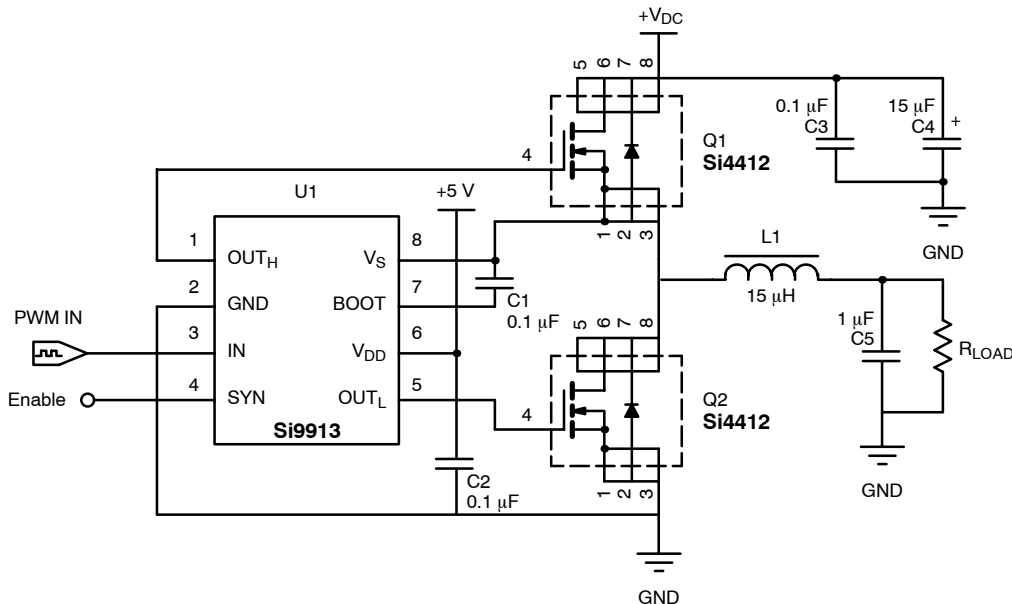 +VDC
5 6 7 8
0.1 μF
C3
15 μF
C4
+
Q1
Si4412
4
1 2 3
GND
U1
+5 V
1
OUTH
VS
8
2
GND
BOOT
7
C1
0.1 μF
L1
15 μH
PWM IN
3
IN
VDD
6
Enable
4
SYN
OUTL
5
Si9913
C2
0.1 μF
5 6 7 8
4
Q2
Si4412
1 2 3
GND
1 μF
C5
RLOAD
GND